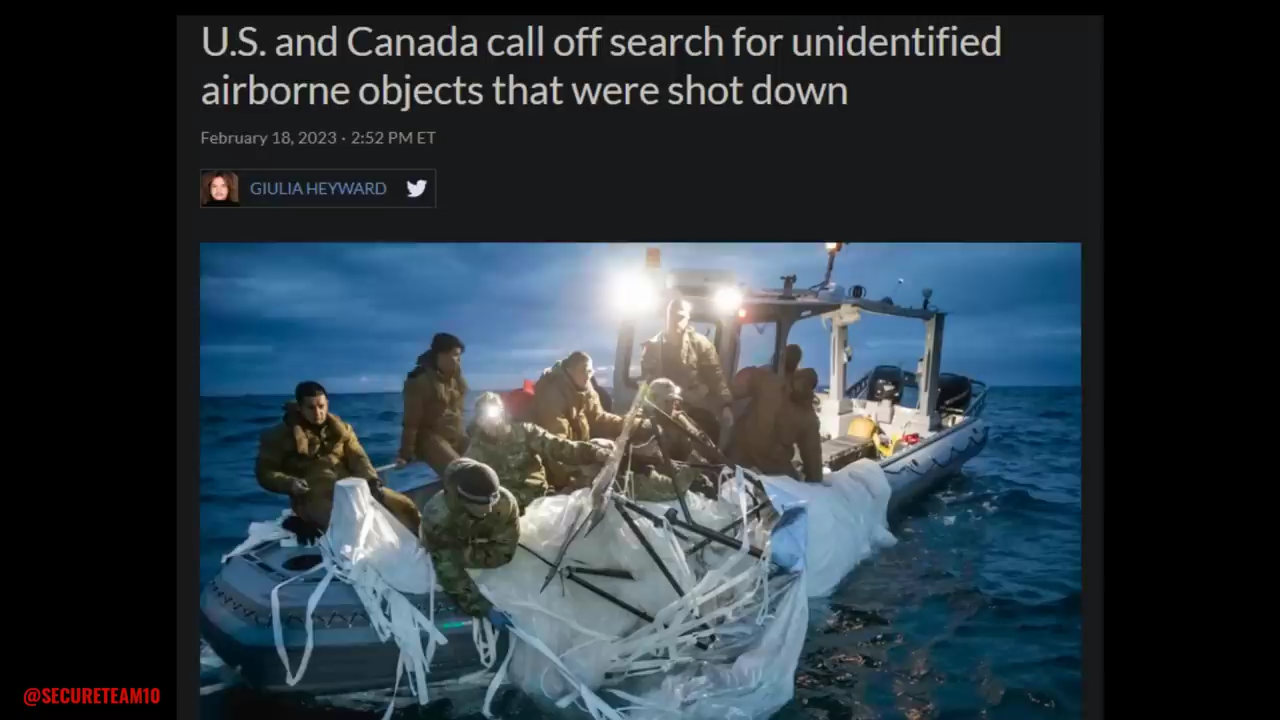 U.S. and Canada call off search for unidentified
airborne objects that were shot down
February 18, 2023 · 2:52 PM ET
GIULIA HEYWARD
@SECURETEAM10